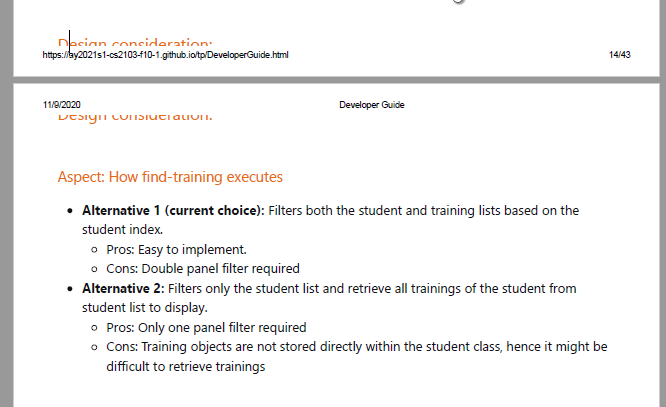 Design consideration:
https://ay2021s1-cs2103-f10-1.github.io/tp/DeveloperGuide.html 14/43
11/9/2020 Developer Guide
Design consideration:
Aspect: How find-training executes
• Alternative 1 (current choice): Filters both the student and training lists based on the
student index.
○ Pros: Easy to implement.
○ Cons: Double panel filter required
• Alternative 2: Filters only the student list and retrieve all trainings of the student from
student list to display.
○ Pros: Only one panel filter required
○ Cons: Training objects are not stored directly within the student class, hence it might be
difficult to retrieve trainings